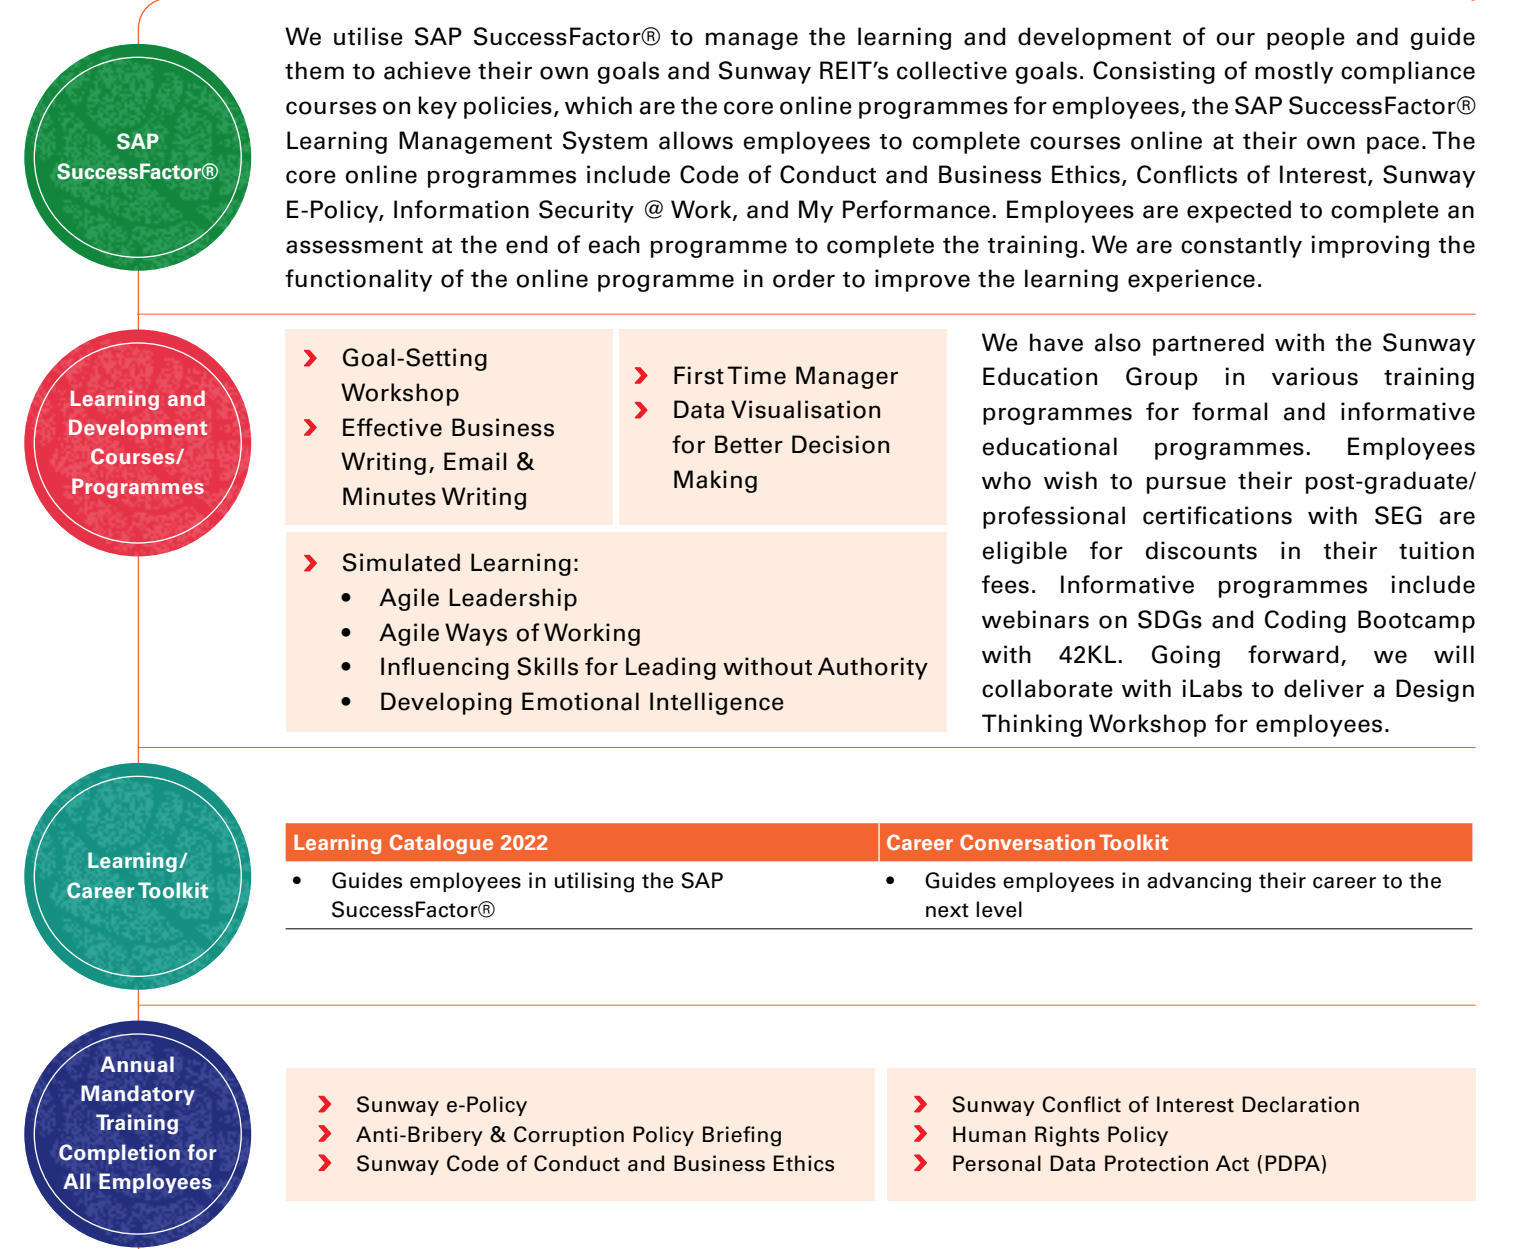 SAP
SuccessFactor®
We utilise SAP SuccessFactor® to manage the learning and development of our people and guide
them to achieve their own goals and Sunway REIT’s collective goals. Consisting of mostly compliance
courses on key policies, which are the core online programmes for employees, the SAP SuccessFactor®
Learning Management System allows employees to complete courses online at their own pace. The
core online programmes include Code of Conduct and Business Ethics, Conflicts of Interest, Sunway
E-Policy, Information Security @ Work, and My Performance. Employees are expected to complete an
assessment at the end of each programme to complete the training. We are constantly improving the
functionality of the online programme in order to improve the learning experience.
Learning and
Development
Courses/
Programmes
Goal-Setting
Workshop
Effective Business
Writing, Email &
Minutes Writing
First Time Manager
Data Visualisation
for Better Decision
Making
Simulated Learning:
• Agile Leadership
• Agile Ways of Working
• Influencing Skills for Leading without Authority
• Developing Emotional Intelligence
We have also partnered with the Sunway
Education Group in various training
programmes for formal and informative
educational programmes. Employees
who wish to pursue their post-graduate/
professional certifications with SEG are
eligible for discounts in their tuition
fees. Informative programmes include
webinars on SDGs and Coding Bootcamp
with 42KL. Going forward, we will
collaborate with iLabs to deliver a Design
Thinking Workshop for employees.
Learning/
Career Toolkit
Learning Catalogue 2022
• Guides employees in utilising the SAP
SuccessFactor®
Career Conversation Toolkit
• Guides employees in advancing their career to the
next level
Annual
Mandatory
Training
Completion for
All Employees
Sunway e-Policy
Anti-Bribery & Corruption Policy Briefing
Sunway Code of Conduct and Business Ethics
Sunway Conflict of Interest Declaration
Human Rights Policy
Personal Data Protection Act (PDPA)